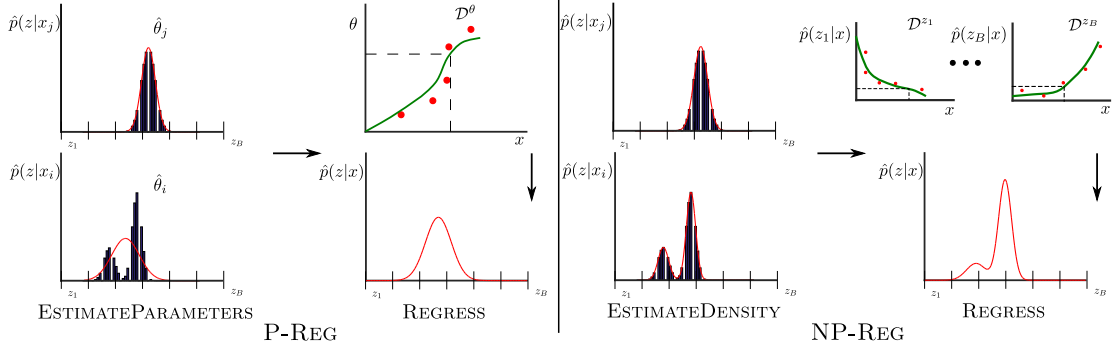 p̂(z|x_j)
θ̂_j
z_1
z_B
p̂(z|x_i)
θ̂_i
z_1
z_B
ESTIMATEPARAMETERS
θ
𝒟^θ
x
p̂(z|x)
z_1
z_B
REGRESS
P-REG
p̂(z|x_j)
z_1
z_B
p̂(z|x_i)
z_1
z_B
ESTIMATEDENSITY
p̂(z_1|x)
𝒟^{z_1}
x
•••
p̂(z_B|x)
𝒟^{z_B}
x
p̂(z|x)
z_1
z_B
REGRESS
NP-REG